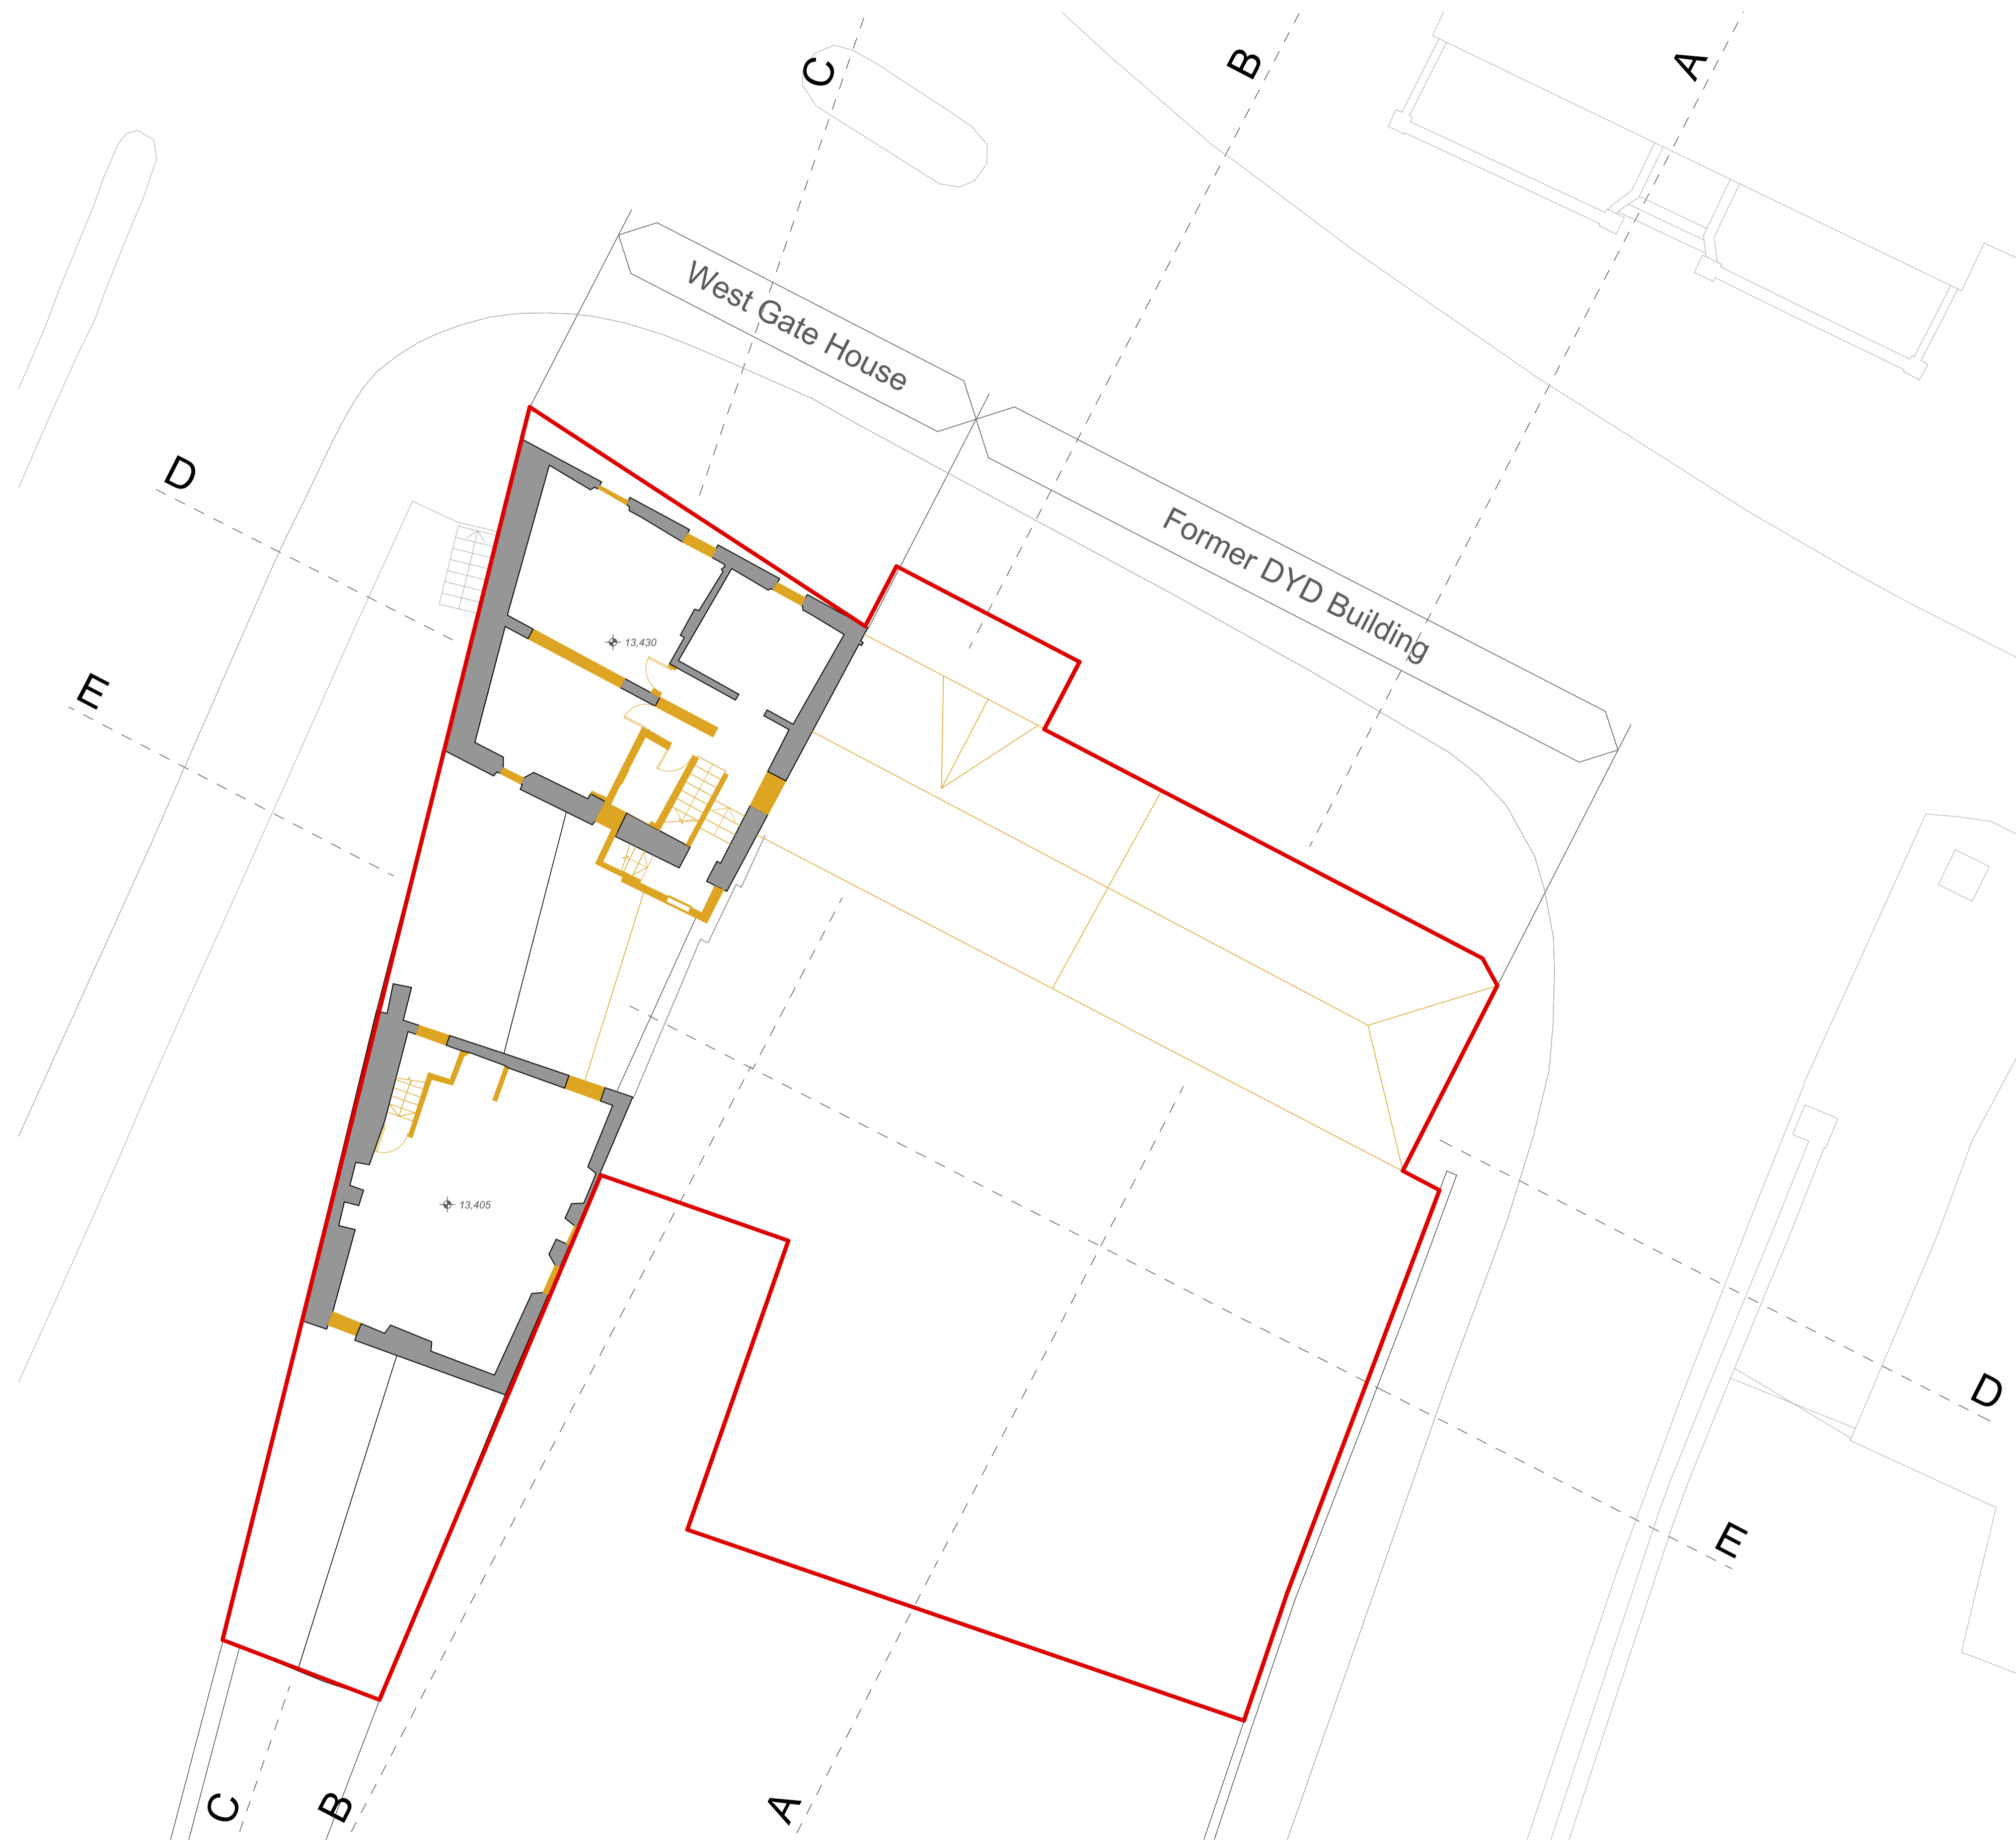 C
B
A
West Gate House
D
Former DYD Building
13,430
E
13,405
D
E
C
B
A